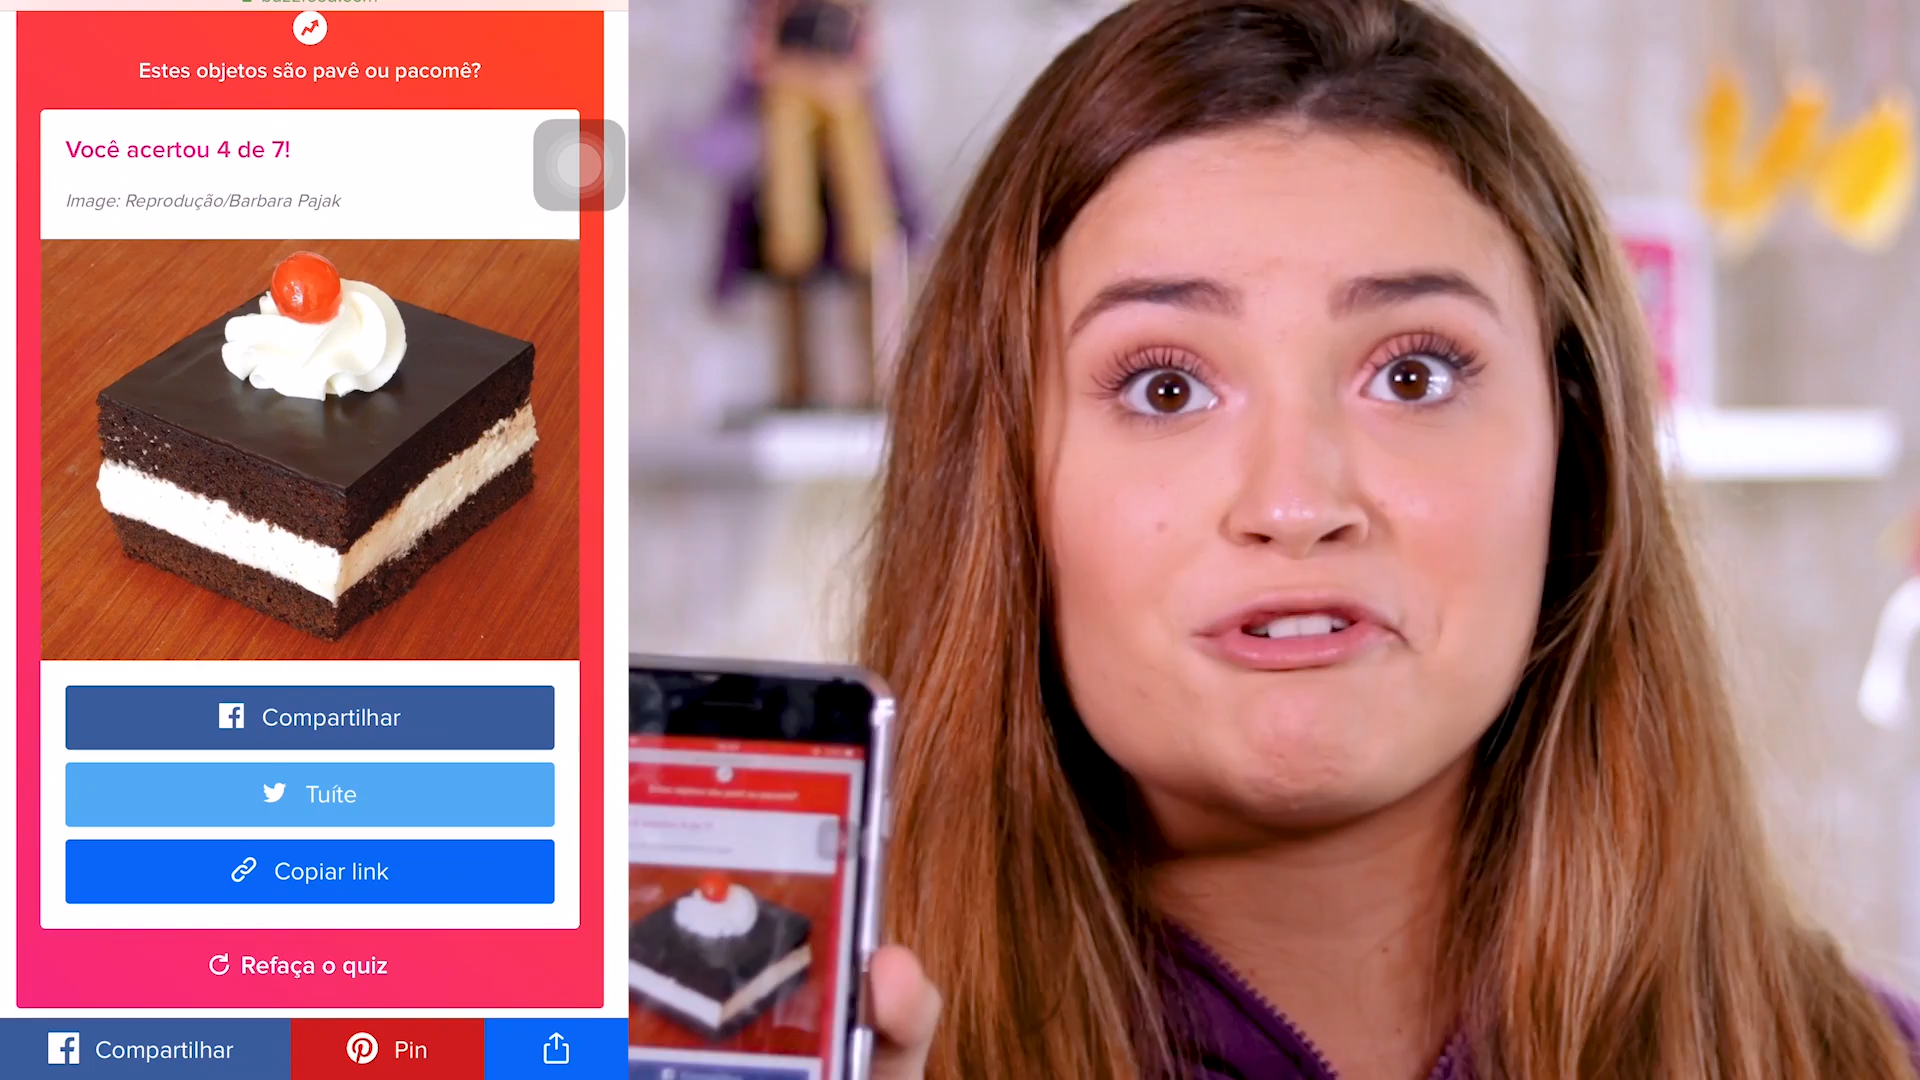 Estes objetos são pavê ou pacomê?
Você acertou 4 de 7!
Image: Reprodução/Barbara Pajak
Compartilhar
Tuíte
Copiar link
Refaça o quiz
Compartilhar
Pin